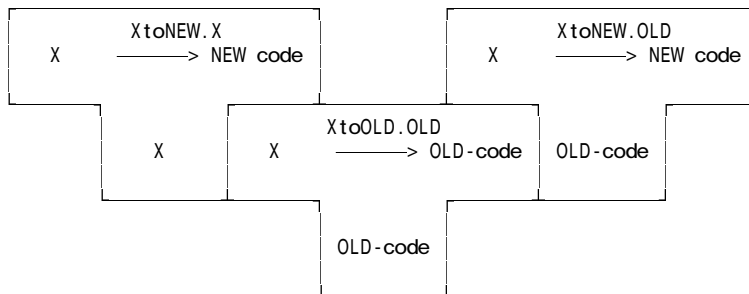 XtoNEW.X XtoNEW.OLD
X ———> NEW code X ———> NEW code
XtoOLD.OLD
X X ———> OLD-code OLD-code
OLD-code